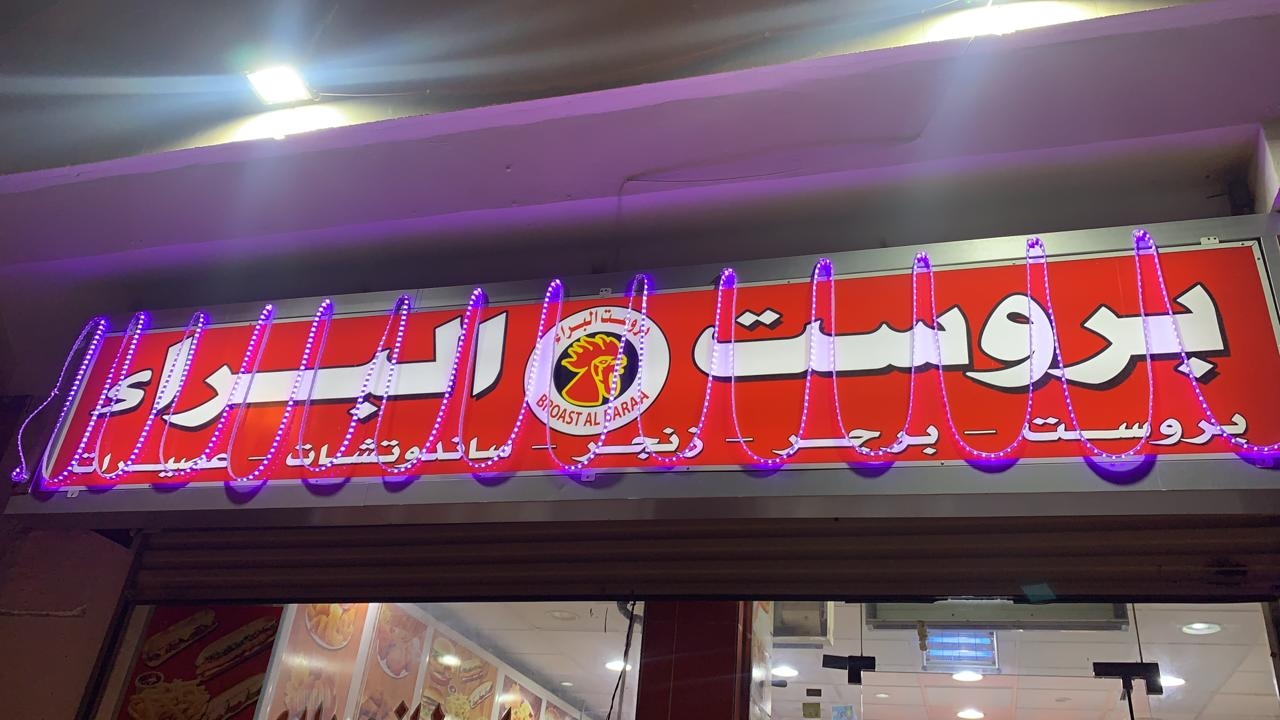 بروست البراء
بروست البراء
BROAST AL BARAA
بروست – برجر – زنجر – ساندوتشات – عصيرات